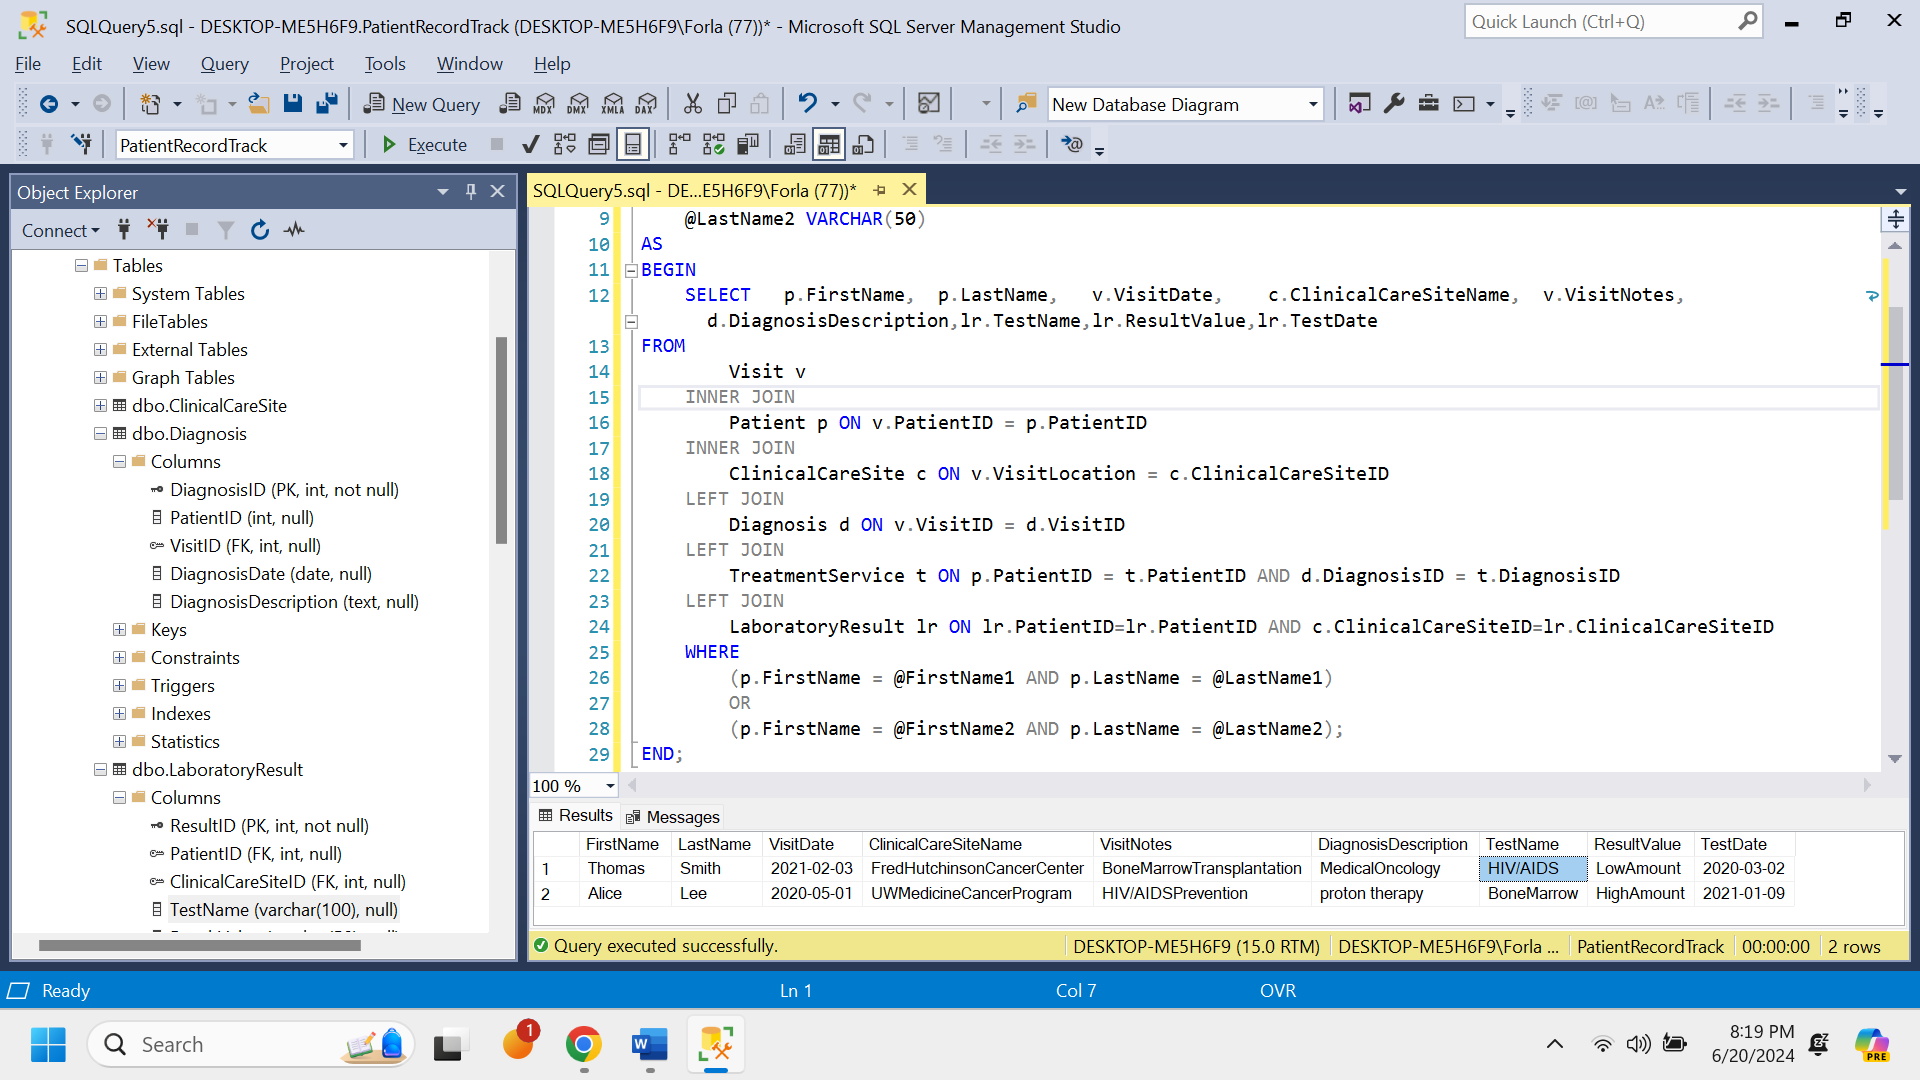 SQLQuery5.sql - DESKTOP-ME5H6F9.PatientRecordTrack (DESKTOP-ME5H6F9\Forla (77))* - Microsoft SQL Server Management Studio
Quick Launch (Ctrl+Q)
File Edit View Query Project Tools Window Help
New Query MDX DMX XMLA DAX New Database Diagram
PatientRecordTrack Execute
Object Explorer
SQLQuery5.sql - DE...E5H6F9\Forla (77))*
Connect
Tables
System Tables
FileTables
External Tables
Graph Tables
dbo.ClinicalCareSite
dbo.Diagnosis
Columns
DiagnosisID (PK, int, not null)
PatientID (int, null)
VisitID (FK, int, null)
DiagnosisDate (date, null)
DiagnosisDescription (text, null)
Keys
Constraints
Triggers
Indexes
Statistics
dbo.LaboratoryResult
Columns
ResultID (PK, int, not null)
PatientID (FK, int, null)
ClinicalCareSiteID (FK, int, null)
TestName (varchar(100), null)
9 @LastName2 VARCHAR(50)
10 AS
11 BEGIN
12 SELECT p.FirstName, p.LastName, v.VisitDate, c.ClinicalCareSiteName, v.VisitNotes,
d.DiagnosisDescription,lr.TestName,lr.ResultValue,lr.TestDate
13 FROM
14 Visit v
15 INNER JOIN
16 Patient p ON v.PatientID = p.PatientID
17 INNER JOIN
18 ClinicalCareSite c ON v.VisitLocation = c.ClinicalCareSiteID
19 LEFT JOIN
20 Diagnosis d ON v.VisitID = d.VisitID
21 LEFT JOIN
22 TreatmentService t ON p.PatientID = t.PatientID AND d.DiagnosisID = t.DiagnosisID
23 LEFT JOIN
24 LaboratoryResult lr ON lr.PatientID=lr.PatientID AND c.ClinicalCareSiteID=lr.ClinicalCareSiteID
25 WHERE
26 (p.FirstName = @FirstName1 AND p.LastName = @LastName1)
27 OR
28 (p.FirstName = @FirstName2 AND p.LastName = @LastName2);
29 END;
100 %
Results Messages
FirstName LastName VisitDate ClinicalCareSiteName VisitNotes DiagnosisDescription TestName ResultValue TestDate
1 Thomas Smith 2021-02-03 FredHutchinsonCancerCenter BoneMarrowTransplantation MedicalOncology HIV/AIDS LowAmount 2020-03-02
2 Alice Lee 2020-05-01 UWMedicineCancerProgram HIV/AIDSPrevention proton therapy BoneMarrow HighAmount 2021-01-09
Query executed successfully. DESKTOP-ME5H6F9 (15.0 RTM) DESKTOP-ME5H6F9\Forla ... PatientRecordTrack 00:00:00 2 rows
Ready Ln 1 Col 7 OVR
Search 1 8:19 PM
6/20/2024
PRE